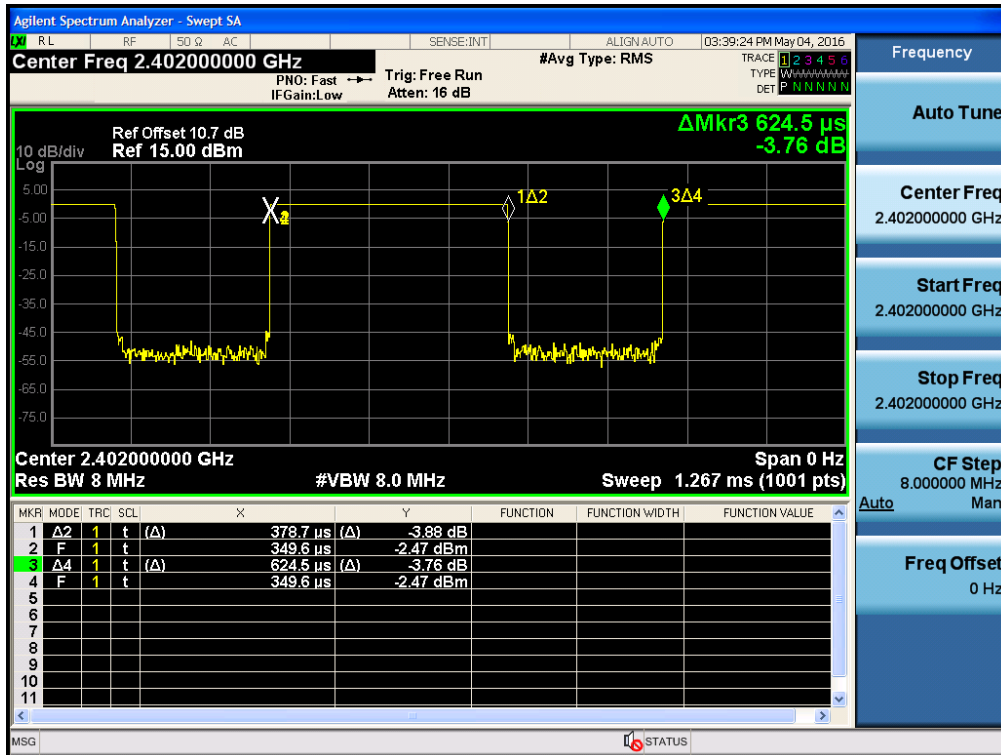 Agilent Spectrum Analyzer - Swept SA
LXI RL RF 50 Ω AC SENSE:INT ALIGN AUTO 03:39:24 PM May 04, 2016
Center Freq 2.402000000 GHz #Avg Type: RMS TRACE 1 2 3 4 5 6
PNO: Fast Trig: Free Run TYPE W
IFGain:Low Atten: 16 dB DET P N N N N N
Frequency
Auto Tune
Center Freq
2.402000000 GHz
Start Freq
2.402000000 GHz
Stop Freq
2.402000000 GHz
CF Step
8.000000 MHz
Auto Man
Freq Offset
0 Hz
ΔMkr3 624.5 µs
-3.76 dB
Ref Offset 10.7 dB
10 dB/div Ref 15.00 dBm
Log
5.00
-5.00
-15.0
-25.0
-35.0
-45.0
-55.0
-65.0
-75.0
1Δ2
3Δ4
Center 2.402000000 GHz Span 0 Hz
Res BW 8 MHz #VBW 8.0 MHz Sweep 1.267 ms (1001 pts)
MKR MODE TRC SCL X Y FUNCTION FUNCTION WIDTH FUNCTION VALUE
1 Δ2 1 t (Δ) 378.7 µs (Δ) -3.88 dB
2 F 1 t 349.6 µs -2.47 dBm
3 Δ4 1 t (Δ) 624.5 µs (Δ) -3.76 dB
4 F 1 t 349.6 µs -2.47 dBm
5
6
7
8
9
10
11
MSG STATUS